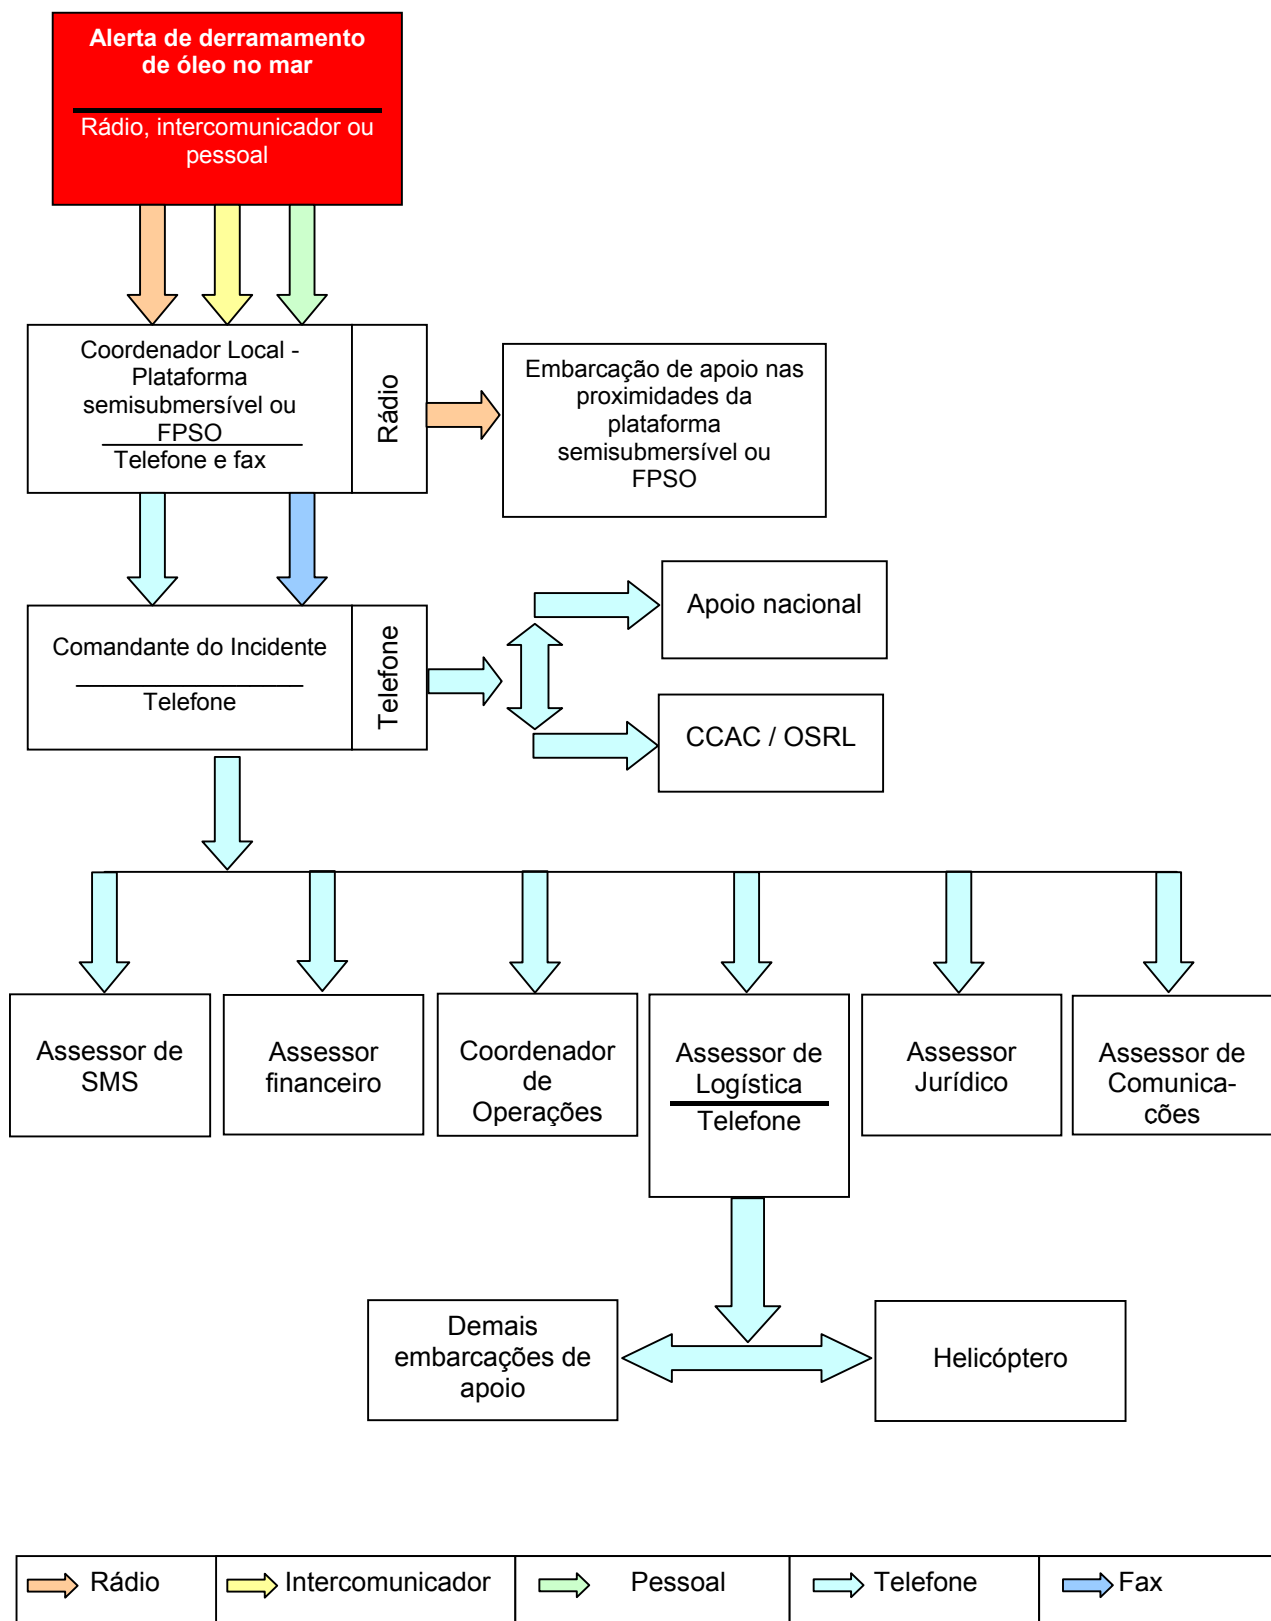 Alerta de derramamento
de óleo no mar
Rádio, intercomunicador ou
pessoal
Coordenador Local -
Plataforma
semisubmersível ou
FPSO
Telefone e fax
Rádio
Embarcação de apoio nas
proximidades da
plataforma
semisubmersível ou
FPSO
Comandante do Incidente
Telefone
Telefone
Apoio nacional
CCAC / OSRL
Assessor de
SMS
Assessor
financeiro
Coordenador
de
Operações
Assessor de
Logística
Telefone
Assessor
Jurídico
Assessor de
Comunica-
cões
Demais
embarcações de
apoio
Helicóptero
Rádio
Intercomunicador
Pessoal
Telefone
Fax